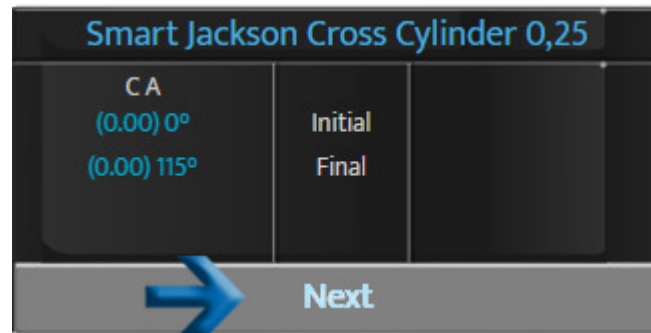 Smart Jackson Cross Cylinder 0,25
C A
(0.00) 0º Initial
(0.00) 115º Final
Next